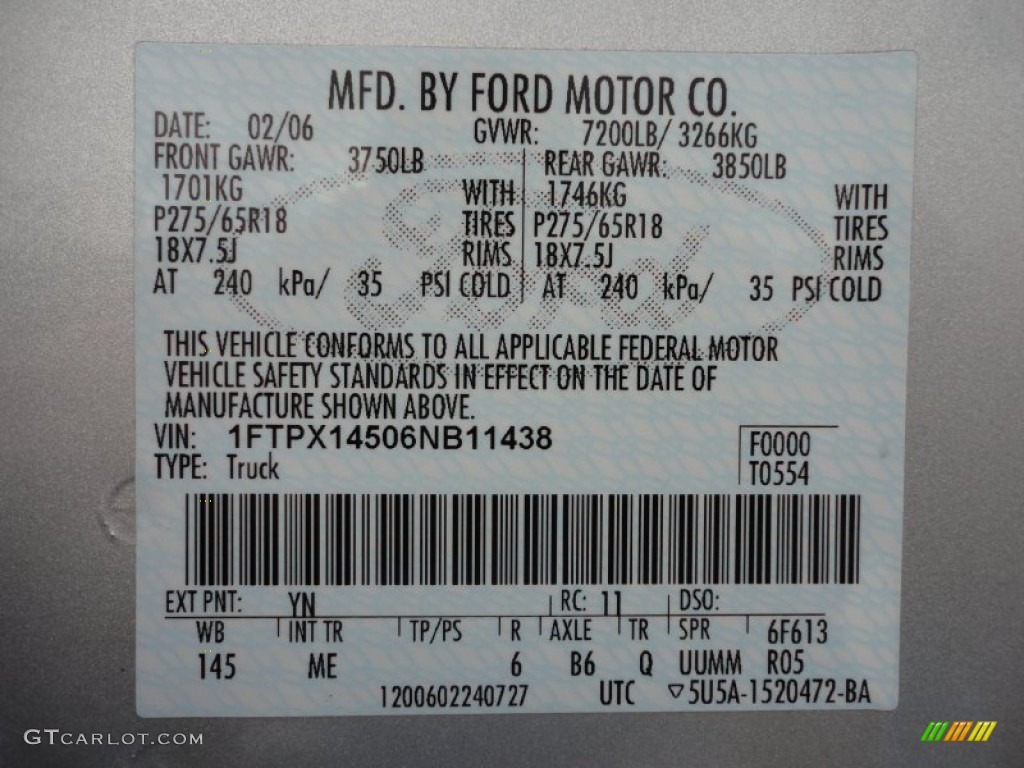 MFD. BY FORD MOTOR CO.
DATE: 02/06 GVWR: 7200LB/ 3266KG
FRONT GAWR: 3750LB REAR GAWR: 3850LB
1701KG WITH 1746KG WITH
P275/65R18 TIRES P275/65R18 TIRES
18X7.5J RIMS 18X7.5J RIMS
AT 240 kPa/ 35 PSI COLD AT 240 kPa/ 35 PSI COLD
THIS VEHICLE CONFORMS TO ALL APPLICABLE FEDERAL MOTOR
VEHICLE SAFETY STANDARDS IN EFFECT ON THE DATE OF
MANUFACTURE SHOWN ABOVE.
VIN: 1FTPX14506NB11438 F0000
TYPE: Truck T0554
EXT PNT: YN RC: 11 DSO:
WB INT TR TP/PS R AXLE TR SPR 6F613
145 ME 6 B6 Q UUMM R05
1200602240727 UTC ▽5U5A-1520472-BA
GTCARLOT.COM